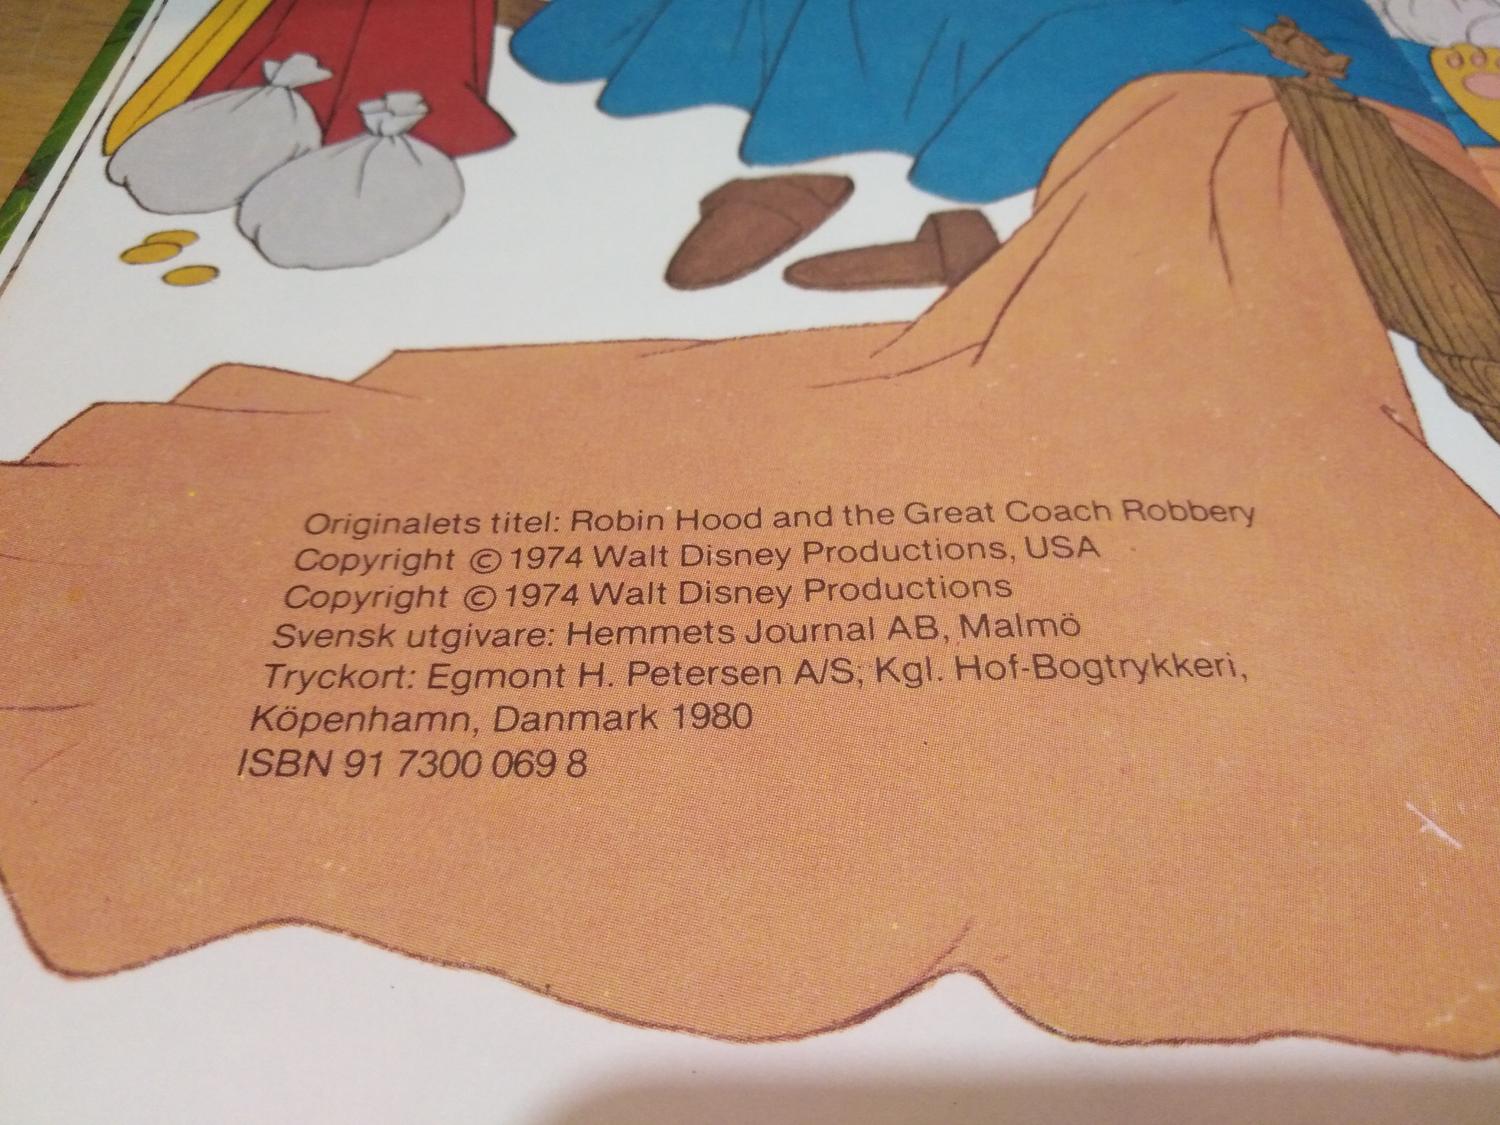 Originalets titel: Robin Hood and the Great Coach Robbery
Copyright © 1974 Walt Disney Productions, USA
Copyright © 1974 Walt Disney Productions
Svensk utgivare: Hemmets Journal AB, Malmö
Tryckort: Egmont H. Petersen A/S; Kgl. Hof-Bogtrykkeri,
Köpenhamn, Danmark 1980
ISBN 91 7300 069 8